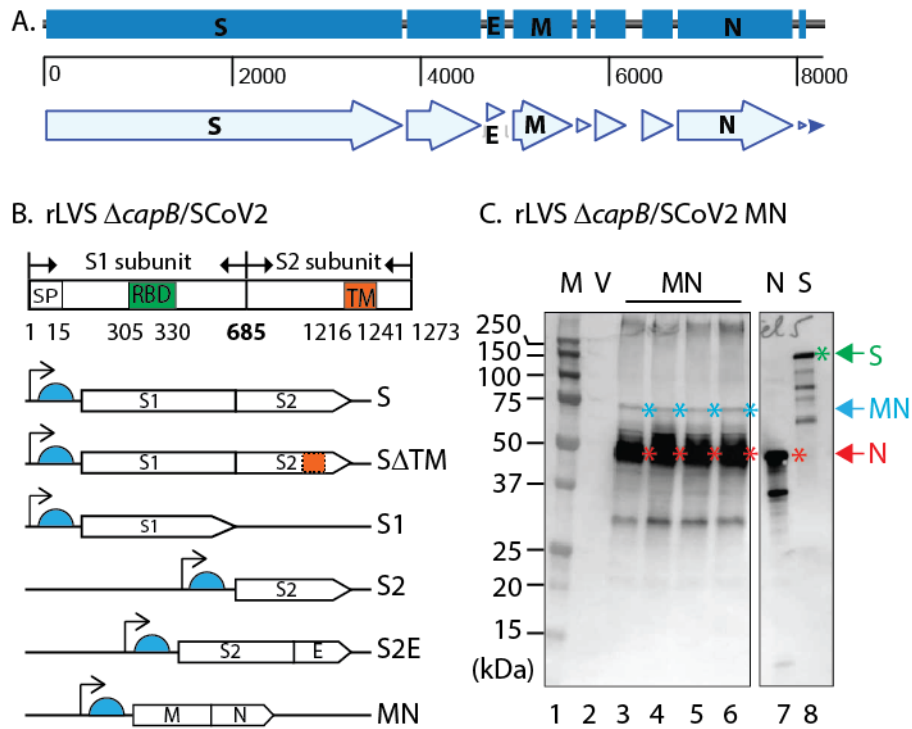 A.
S E M N
0 2000 4000 6000 8000
S E M N
B. rLVS ΔcapB/SCoV2
S1 subunit S2 subunit
SP RBD TM
1 15 305 330 685 1216 1241 1273
S1 S2 S
S1 S2 SΔTM
S1 S1
S2 S2
S2 E S2E
M N MN
C. rLVS ΔcapB/SCoV2 MN
M V MN N S
250
150
100
75
50
37
25
20
15
(kDa)
* S
* * * * MN
* * * * * N
1 2 3 4 5 6 7 8